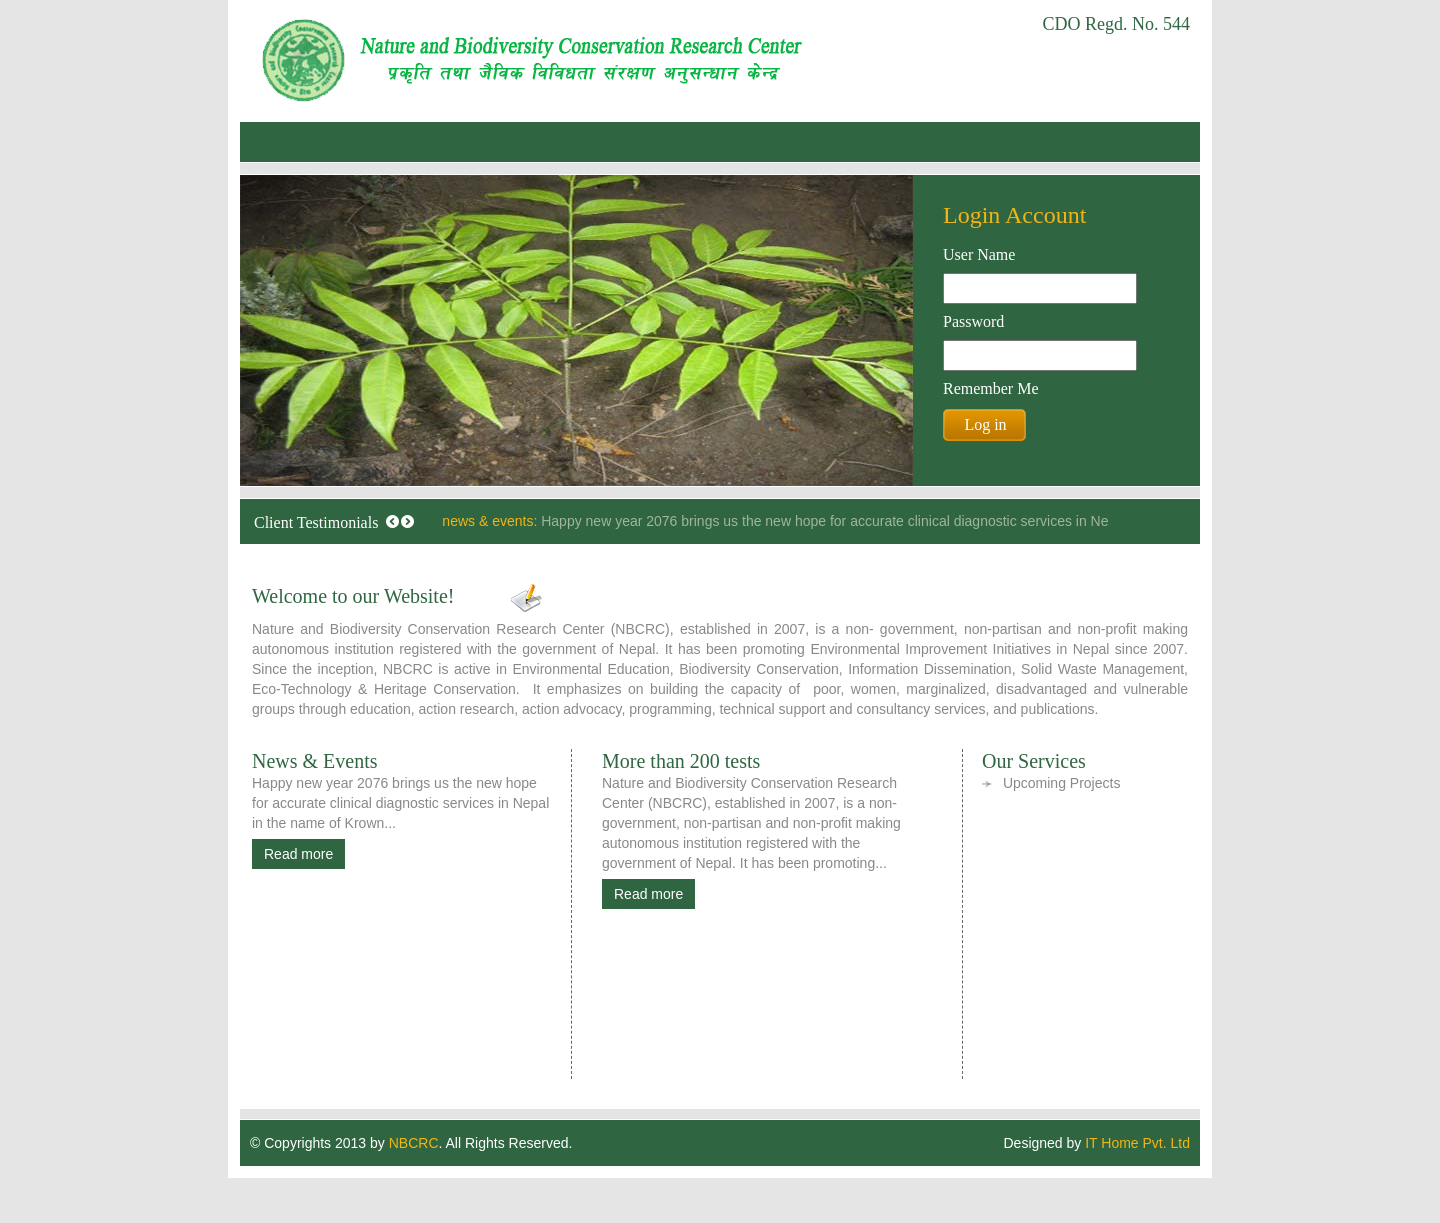 CDO Regd. No. 544
Nature and Biodiversity Conservation Research Center
प्रकृति तथा जैविक विविधता संरक्षण अनुसन्धान केन्द्र
Login Account
User Name
Password
Remember Me
Log in
Client Testimonials
news & events: Happy new year 2076 brings us the new hope for accurate clinical diagnostic services in Ne
Welcome to our Website!
Nature and Biodiversity Conservation Research Center (NBCRC), established in 2007, is a non- government, non-partisan and non-profit making
autonomous institution registered with the government of Nepal. It has been promoting Environmental Improvement Initiatives in Nepal since 2007.
Since the inception, NBCRC is active in Environmental Education, Biodiversity Conservation, Information Dissemination, Solid Waste Management,
Eco-Technology & Heritage Conservation.  It emphasizes on building the capacity of  poor, women, marginalized, disadvantaged and vulnerable
groups through education, action research, action advocacy, programming, technical support and consultancy services, and publications.
News & Events
Happy new year 2076 brings us the new hope
for accurate clinical diagnostic services in Nepal
in the name of Krown...
Read more
More than 200 tests
Nature and Biodiversity Conservation Research
Center (NBCRC), established in 2007, is a non-
government, non-partisan and non-profit making
autonomous institution registered with the
government of Nepal. It has been promoting...
Read more
Our Services
Upcoming Projects
© Copyrights 2013 by NBCRC. All Rights Reserved.
Designed by IT Home Pvt. Ltd